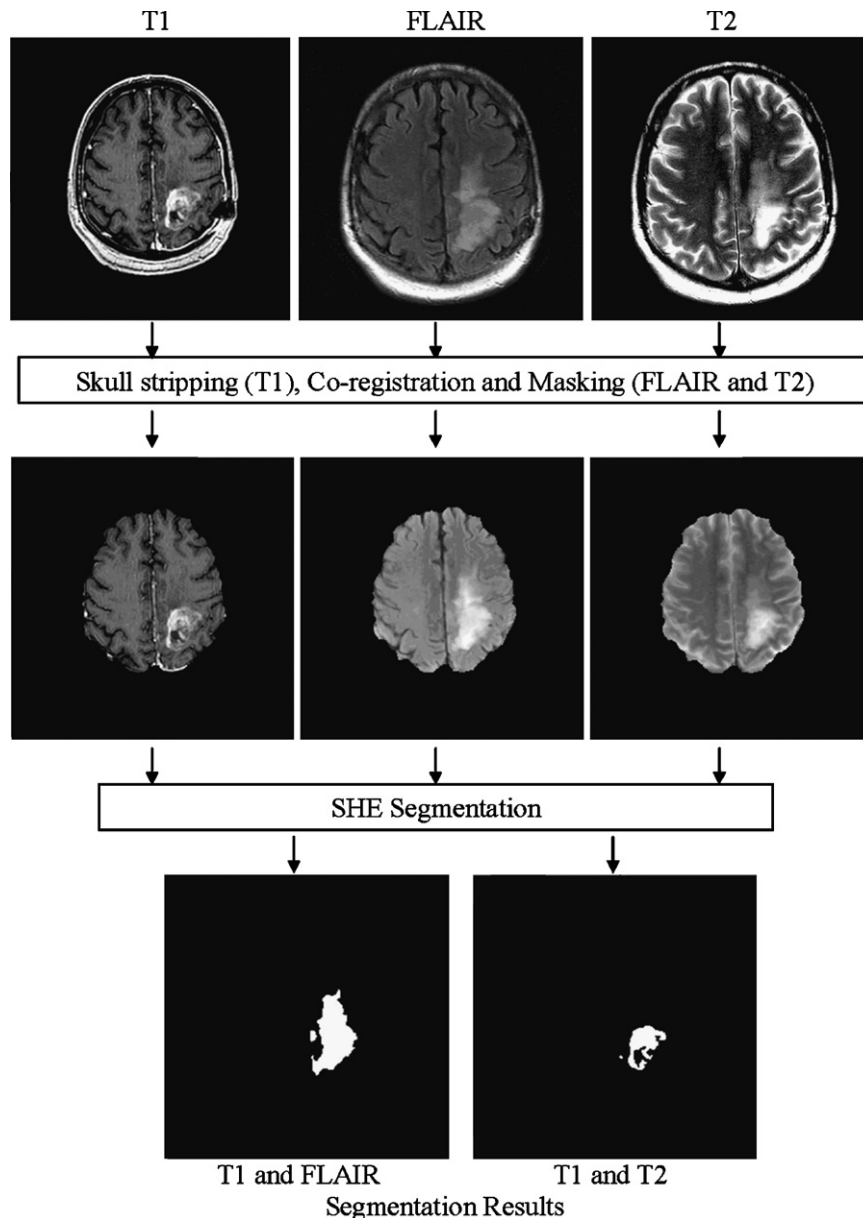 T1 FLAIR T2
Skull stripping (T1), Co-registration and Masking (FLAIR and T2)
SHE Segmentation
T1 and FLAIR T1 and T2
Segmentation Results